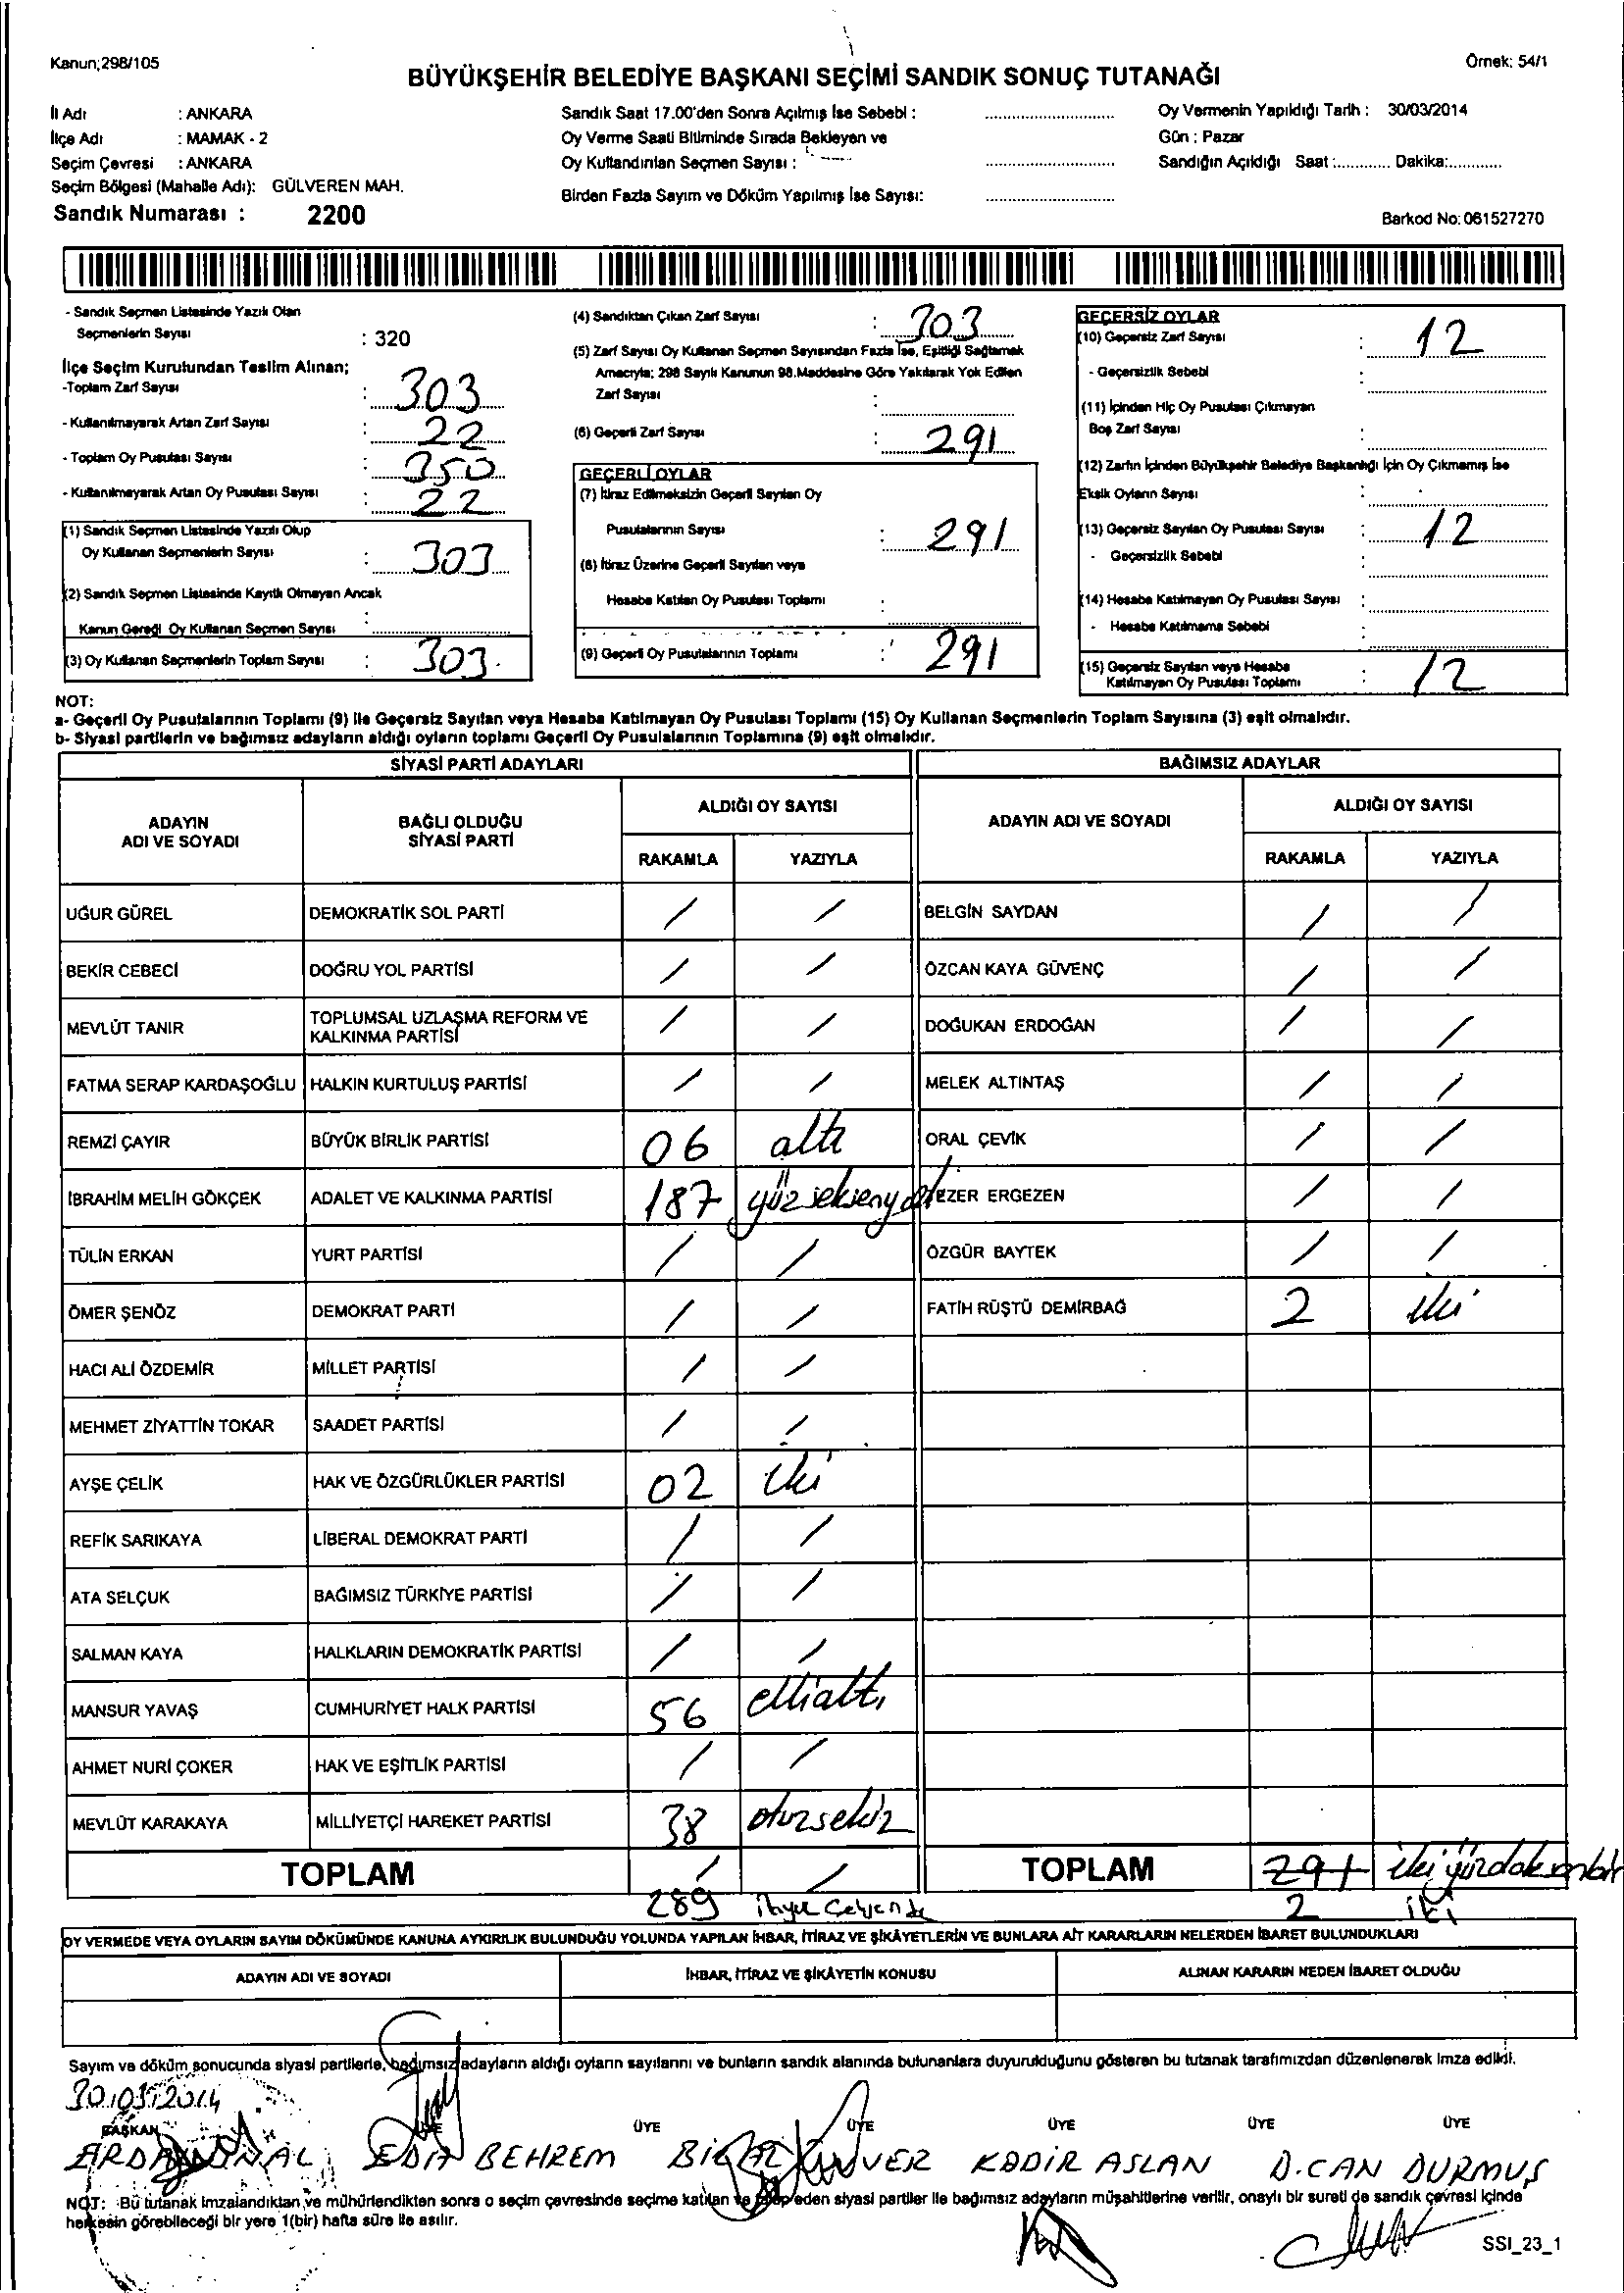 Kanun;298/105
Örnek: 54/1
BÜYÜKŞEHİR BELEDİYE BAŞKANI SEÇİMİ SANDIK SONUÇ TUTANAĞI
İl Adı : ANKARA
İlçe Adı : MAMAK - 2
Seçim Çevresi : ANKARA
Seçim Bölgesi (Mahalle Adı): GÜLVEREN MAH.
Sandık Numarası : 2200
Sandık Saat 17.00'den Sonra Açılmış İse Sebebi :
Oy Verme Saati Bitiminde Sırada Bekleyen ve
Oy Kullandırılan Seçmen Sayısı :
Birden Fazla Sayım ve Döküm Yapılmış İse Sayısı:
Oy Vermenin Yapıldığı Tarih : 30/03/2014
Gün : Pazar
Sandığın Açıldığı Saat :............ Dakika:............
Barkod No: 061527270
- Sandık Seçmen Listesinde Yazılı Olan
Seçmenlerin Sayısı : 320
İlçe Seçim Kurulundan Teslim Alınan;
-Toplam Zarf Sayısı : 303
- Kullanılmayarak Artan Zarf Sayısı : 22
- Toplam Oy Pusulası Sayısı : 350
- Kullanılmayarak Artan Oy Pusulası Sayısı : 22
(1) Sandık Seçmen Listesinde Yazılı Olup
Oy Kullanan Seçmenlerin Sayısı : 303
(2) Sandık Seçmen Listesinde Kayıtlı Olmayan Ancak
Kanun Gereği Oy Kullanan Seçmen Sayısı :
(3) Oy Kullanan Seçmenlerin Toplam Sayısı : 303
(4) Sandıktan Çıkan Zarf Sayısı : 303
(5) Zarf Sayısı Oy Kullanan Seçmen Sayısından Fazla İse, Eşitliği Sağlamak
Amacıyla; 298 Sayılı Kanunun 98.Maddesine Göre Yakılarak Yok Edilen
Zarf Sayısı :
(6) Geçerli Zarf Sayısı : 291
GEÇERLİ OYLAR
(7) İtiraz Edilmeksizin Geçerli Sayılan Oy
Pusulalarının Sayısı : 291
(8) İtiraz Üzerine Geçerli Sayılan veya
Hesaba Katılan Oy Pusulası Toplamı :
(9) Geçerli Oy Pusulalarının Toplamı : 291
GEÇERSİZ OYLAR
(10) Geçersiz Zarf Sayısı : 12
- Geçersizlik Sebebi :
(11) İçinden Hiç Oy Pusulası Çıkmayan
Boş Zarf Sayısı :
(12) Zarfın İçinden Büyükşehir Belediye Başkanlığı İçin Oy Çıkmamış İse
Eksik Oyların Sayısı :
(13) Geçersiz Sayılan Oy Pusulası Sayısı : 12
- Geçersizlik Sebebi :
(14) Hesaba Katılmayan Oy Pusulası Sayısı :
- Hesaba Katılmama Sebebi :
(15) Geçersiz Sayılan veya Hesaba
Katılmayan Oy Pusulası Toplamı : 12
NOT:
a- Geçerli Oy Pusulalarının Toplamı (9) ile Geçersiz Sayılan veya Hesaba Katılmayan Oy Pusulası Toplamı (15) Oy Kullanan Seçmenlerin Toplam Sayısına (3) eşit olmalıdır.
b- Siyasi partilerin ve bağımsız adayların aldığı oyların toplamı Geçerli Oy Pusulalarının Toplamına (9) eşit olmalıdır.
SİYASİ PARTİ ADAYLARI BAĞIMSIZ ADAYLAR
ADAYIN ADI VE SOYADI BAĞLI OLDUĞU SİYASİ PARTİ ALDIĞI OY SAYISI ADAYIN ADI VE SOYADI ALDIĞI OY SAYISI
RAKAMLA YAZIYLA RAKAMLA YAZIYLA
UĞUR GÜREL DEMOKRATİK SOL PARTİ / / BELGİN SAYDAN / /
BEKİR CEBECİ DOĞRU YOL PARTİSİ / / ÖZCAN KAYA GÜVENÇ / /
MEVLÜT TANIR TOPLUMSAL UZLAŞMA REFORM VE KALKINMA PARTİSİ / / DOĞUKAN ERDOĞAN / /
FATMA SERAP KARDAŞOĞLU HALKIN KURTULUŞ PARTİSİ / / MELEK ALTINTAŞ / /
REMZİ ÇAYIR BÜYÜK BİRLİK PARTİSİ 06 altı ORAL ÇEVİK / /
İBRAHİM MELİH GÖKÇEK ADALET VE KALKINMA PARTİSİ 187 yüzseksenyedi EZER ERGEZEN / /
TÜLİN ERKAN YURT PARTİSİ / / ÖZGÜR BAYTEK / /
ÖMER ŞENÖZ DEMOKRAT PARTİ / / FATİH RÜŞTÜ DEMİRBAĞ 2 iki
HACI ALİ ÖZDEMİR MİLLET PARTİSİ / /
MEHMET ZİYATTİN TOKAR SAADET PARTİSİ / /
AYŞE ÇELİK HAK VE ÖZGÜRLÜKLER PARTİSİ 02 iki
REFİK SARIKAYA LİBERAL DEMOKRAT PARTİ / /
ATA SELÇUK BAĞIMSIZ TÜRKİYE PARTİSİ / /
SALMAN KAYA HALKLARIN DEMOKRATİK PARTİSİ / /
MANSUR YAVAŞ CUMHURİYET HALK PARTİSİ 56 ellialtı
AHMET NURİ ÇOKER HAK VE EŞİTLİK PARTİSİ / /
MEVLÜT KARAKAYA MİLLİYETÇİ HAREKET PARTİSİ 38 otuzsekiz
TOPLAM / / TOPLAM 291 ikiyüzdoksanbir
289 2 iki
OY VERMEDE VEYA OYLARIN SAYIM DÖKÜMÜNDE KANUNA AYKIRILIK BULUNDUĞU YOLUNDA YAPILAN İHBAR, İTİRAZ VE ŞİKÂYETLERİN VE BUNLARA AİT KARARLARIN NELERDEN İBARET BULUNDUKLARI
ADAYIN ADI VE SOYADI İHBAR, İTİRAZ VE ŞİKÂYETİN KONUSU ALINAN KARARIN NEDEN İBARET OLDUĞU
Sayım ve döküm sonucunda siyasi partilerle, bağımsız adayların aldığı oyların sayılarını ve bunların sandık alanında bulunanlara duyurulduğunu gösteren bu tutanak tarafımızdan düzenlenerek imza edildi.
30.03.2014
BAŞKAN ÜYE ÜYE ÜYE ÜYE ÜYE ÜYE
EDA BEHREM KADİR ASLAN D.CAN DURMUŞ
NOT: Bu tutanak imzalandıktan ve mühürlendikten sonra o seçim çevresinde seçime katılan ve talep eden siyasi partiler ile bağımsız adayların müşahitlerine verilir, onaylı bir sureti de sandık çevresi içinde
herkesin görebileceği bir yere 1(bir) hafta süre ile asılır.
SSI_23_1